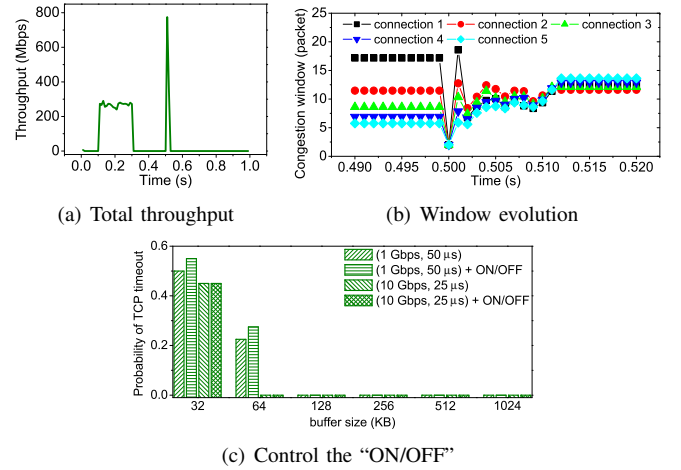 800
600
400
200
0
Throughput (Mbps)
0.0 0.2 0.4 0.6 0.8 1.0
Time (s)
(a) Total throughput
connection 1 connection 2 connection 3
connection 4 connection 5
25
20
15
10
5
0
Congestion window (packet)
0.490 0.495 0.500 0.505 0.510 0.515 0.520
Time (s)
(b) Window evolution
0.6
0.4
0.2
0.0
Probability of TCP timeout
(1 Gbps, 50 μs)
(1 Gbps, 50 μs) + ON/OFF
(10 Gbps, 25 μs)
(10 Gbps, 25 μs) + ON/OFF
32 64 128 256 512 1024
buffer size (KB)
(c) Control the “ON/OFF”